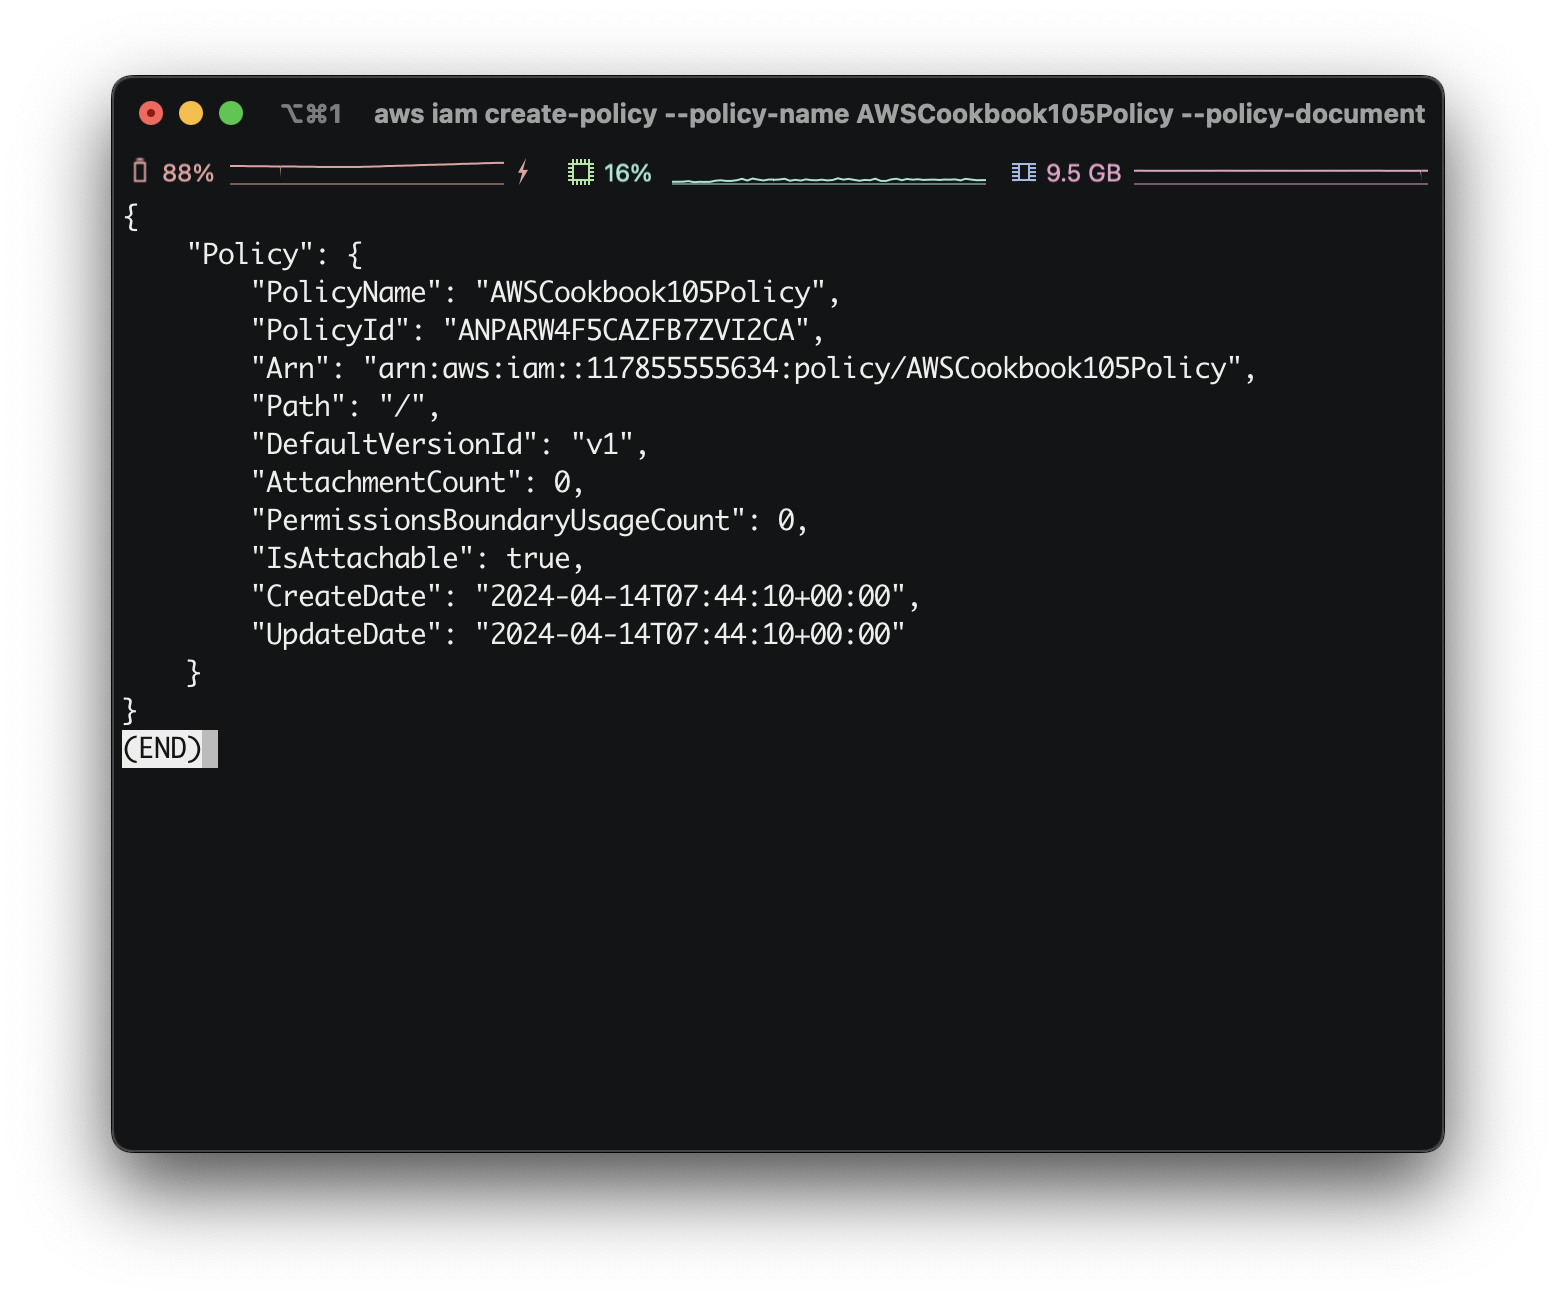 ⌥⌘1 aws iam create-policy --policy-name AWSCookbook105Policy --policy-document
88% 16% 9.5 GB
{
    "Policy": {
        "PolicyName": "AWSCookbook105Policy",
        "PolicyId": "ANPARW4F5CAZFB7ZVI2CA",
        "Arn": "arn:aws:iam::117855555634:policy/AWSCookbook105Policy",
        "Path": "/",
        "DefaultVersionId": "v1",
        "AttachmentCount": 0,
        "PermissionsBoundaryUsageCount": 0,
        "IsAttachable": true,
        "CreateDate": "2024-04-14T07:44:10+00:00",
        "UpdateDate": "2024-04-14T07:44:10+00:00"
    }
}
(END)